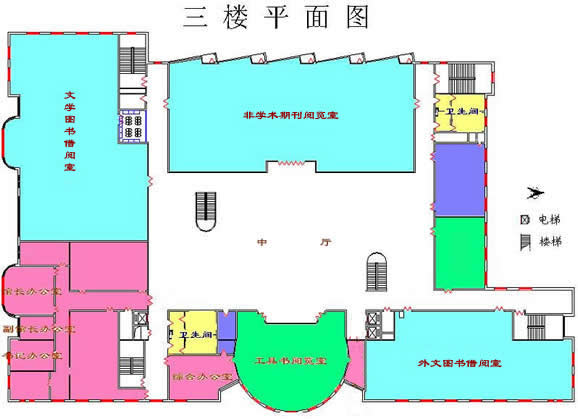 三楼平面图
文学图书借阅室
非学术期刊阅览室
卫生间
电梯
楼梯
中厅
馆长办公室
副馆长办公室
书记办公室
卫生间
综合办公室
工具书阅览室
外文图书借阅室